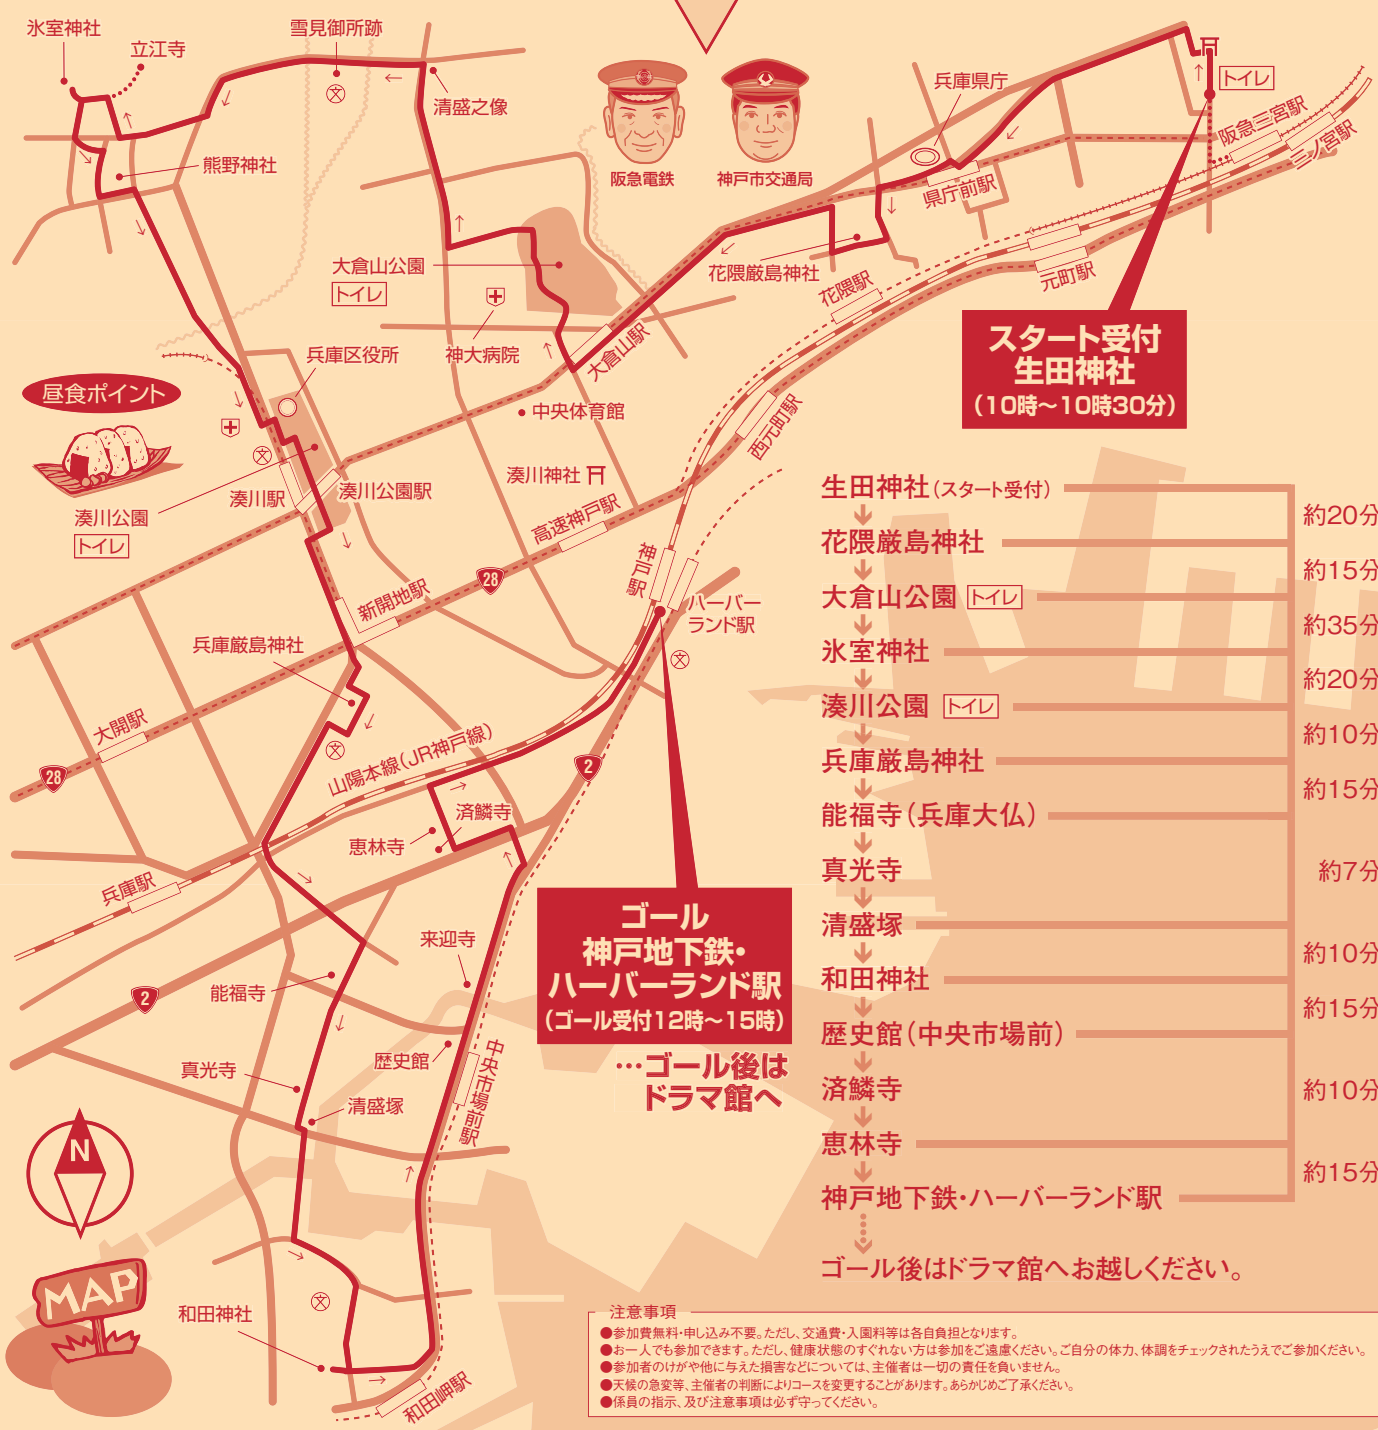 氷室神社
立江寺
雪見御所跡
文
清盛之像
熊野神社
阪急電鉄
神戸市交通局
兵庫県庁
トイレ
阪急三宮駅
三ノ宮駅
県庁前駅
元町駅
花隈厳島神社
花隈駅
大倉山公園
トイレ
神大病院
大倉山駅
スタート受付
生田神社
(10時〜10時30分)
昼食ポイント
兵庫区役所
中央体育館
西元町駅
文
湊川神社
湊川駅
湊川公園駅
湊川公園
トイレ
高速神戸駅
28
神戸駅
新開地駅
ハーバー
ランド駅
文
兵庫厳島神社
大開駅
28
文
山陽本線(JR神戸線)
2
済鱗寺
恵林寺
兵庫駅
来迎寺
能福寺
2
歴史館
中央市場前駅
真光寺
清盛塚
ゴール
神戸地下鉄・
ハーバーランド駅
(ゴール受付12時〜15時)
…ゴール後は
ドラマ館へ
N
MAP
文
和田神社
和田岬駅
生田神社(スタート受付)
約20分
花隈厳島神社
約15分
大倉山公園 トイレ
約35分
氷室神社
約20分
湊川公園 トイレ
約10分
兵庫厳島神社
約15分
能福寺(兵庫大仏)
真光寺
約7分
清盛塚
約10分
和田神社
約15分
歴史館(中央市場前)
済鱗寺
約10分
恵林寺
約15分
神戸地下鉄・ハーバーランド駅
ゴール後はドラマ館へお越しください。
注意事項
●参加費無料・申し込み不要。ただし、交通費・入園料等は各自負担となります。
●お一人でも参加できます。ただし、健康状態のすぐれない方は参加をご遠慮ください。ご自分の体力、体調をチェックされたうえでご参加ください。
●参加者のけがや他に与えた損害などについては、主催者は一切の責任を負いません。
●天候の急変等、主催者の判断によりコースを変更することがあります。あらかじめご了承ください。
●係員の指示、及び注意事項は必ず守ってください。